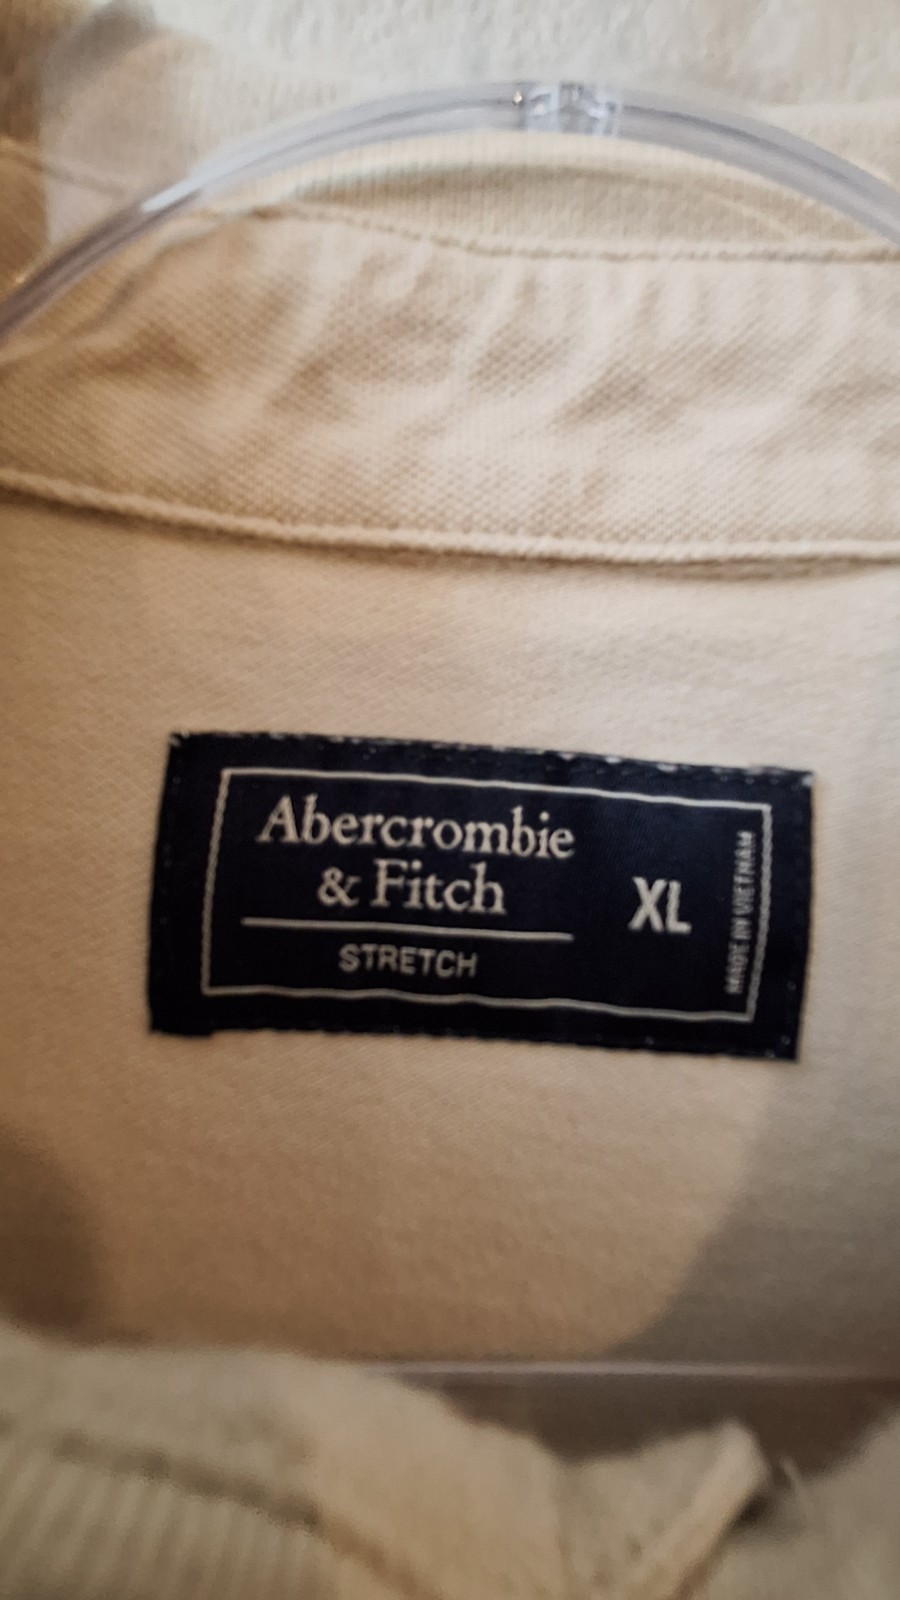 Abercrombie
& Fitch
STRETCH
XL
MADE IN VIETNAM